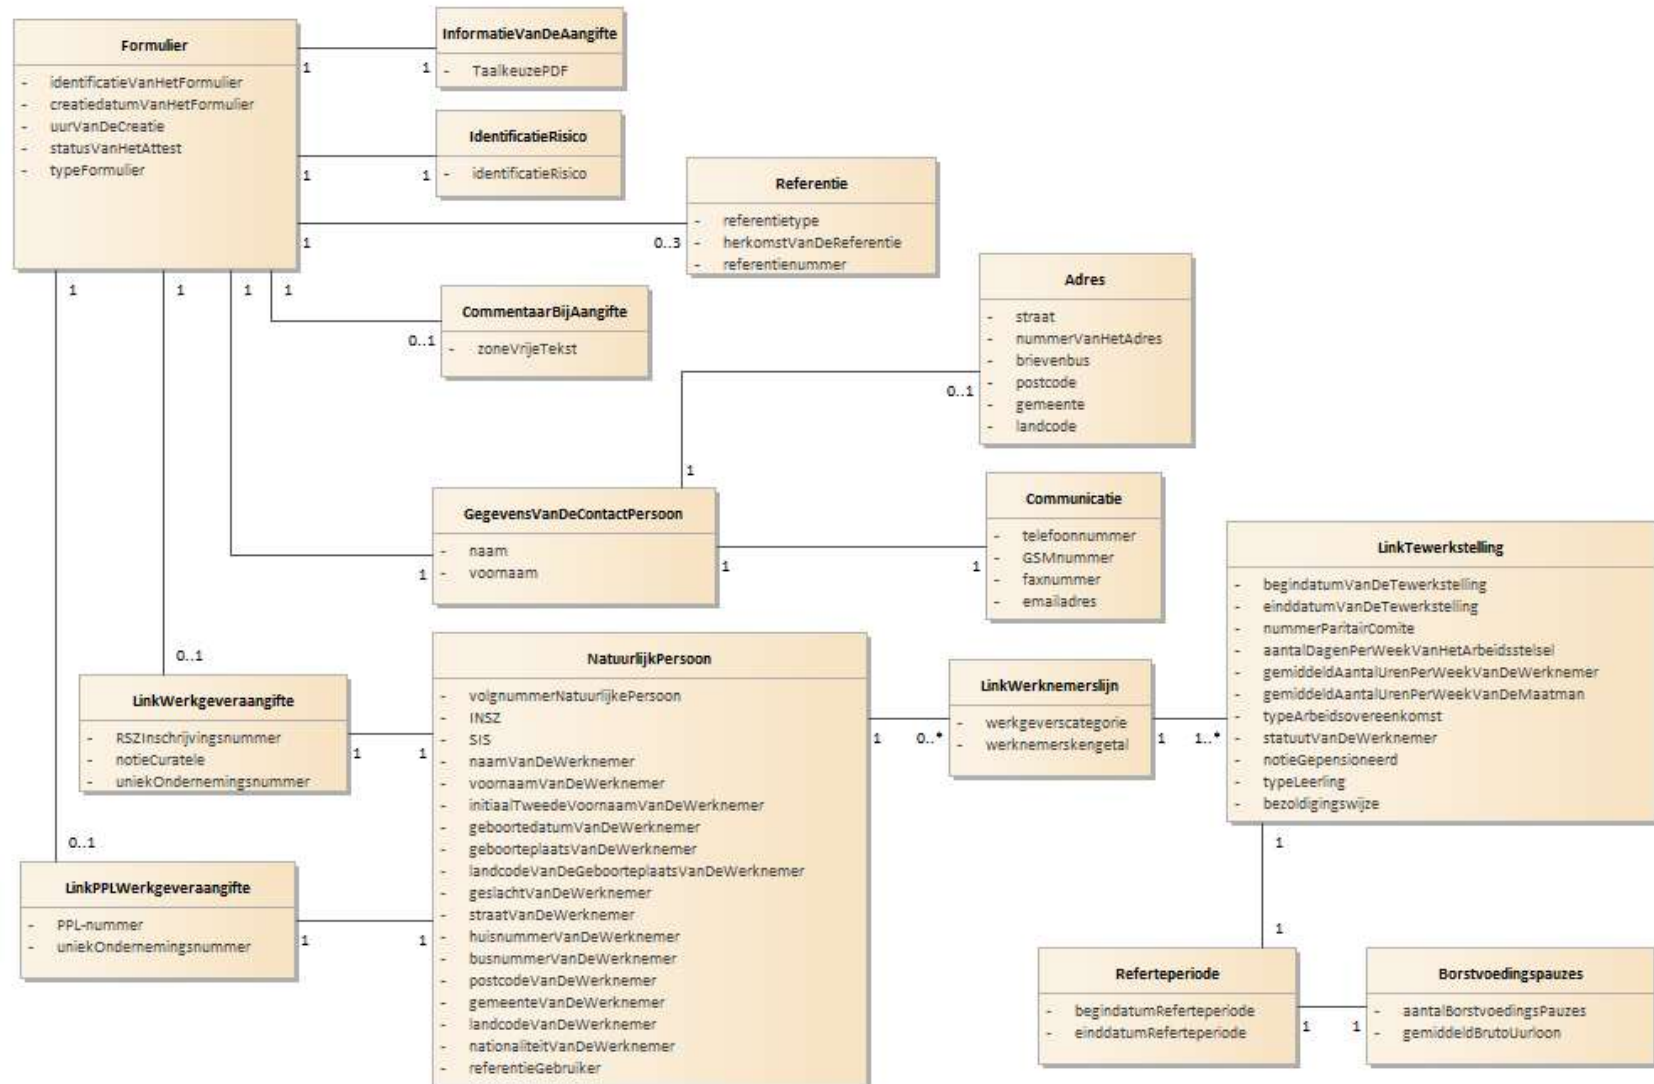 Formulier
- identificatieVanHetFormulier
- creatiedatumVanHetFormulier
- uurVanDeCreatie
- statusVanHetAttest
- typeFormulier
InformatieVanDeAangifte
- TaalkeuzePDF
1
1
IdentificatieRisico
- identificatieRisico
1
1
Referentie
- referentietype
- herkomstVanDeReferentie
- referentienummer
1
0..3
1
1
1
1
CommentaarBijAangifte
- zoneVrijeTekst
0..1
Adres
- straat
- nummerVanHetAdres
- brievenbus
- postcode
- gemeente
- landcode
0..1
1
GegevensVanDeContactPersoon
- naam
- voornaam
1
Communicatie
- telefoonnummer
- GSMnummer
- faxnummer
- emailadres
1
1
LinkTewerkstelling
- begindatumVanDeTewerkstelling
- einddatumVanDeTewerkstelling
- nummerParitairComite
- aantalDagenPerWeekVanHetArbeidsstelsel
- gemiddeldAantalUrenPerWeekVanDeWerknemer
- gemiddeldAantalUrenPerWeekVanDeMaatman
- typeArbeidsovereenkomst
- statuutVanDeWerknemer
- notieGepensioneerd
- typeLeerling
- bezoldigingswijze
0..1
LinkWerkgeveraangifte
- RSZInschrijvingsnummer
- notieCuratele
- uniekOndernemingsnummer
1
1
NatuurlijkPersoon
- volgnummerNatuurlijkePersoon
- INSZ
- SIS
- naamVanDeWerknemer
- voornaamVanDeWerknemer
- initiaalTweedeVoornaamVanDeWerknemer
- geboortedatumVanDeWerknemer
- geboorteplaatsVanDeWerknemer
- landcodeVanDeGeboorteplaatsVanDeWerknemer
- geslachtVanDeWerknemer
- straatVanDeWerknemer
- huisnummerVanDeWerknemer
- busnummerVanDeWerknemer
- postcodeVanDeWerknemer
- gemeenteVanDeWerknemer
- landcodeVanDeWerknemer
- nationaliteitVanDeWerknemer
- referentieGebruiker
1
0..*
LinkWerknemerslijn
- werkgeverscategorie
- werknemerskengetal
1
1..*
0..1
LinkPPLWerkgeveraangifte
- PPL-nummer
- uniekOndernemingsnummer
1
1
1
1
Referteperiode
- begindatumReferteperiode
- einddatumReferteperiode
1
1
Borstvoedingspauzes
- aantalBorstvoedingsPauzes
- gemiddeldBrutoUurloon